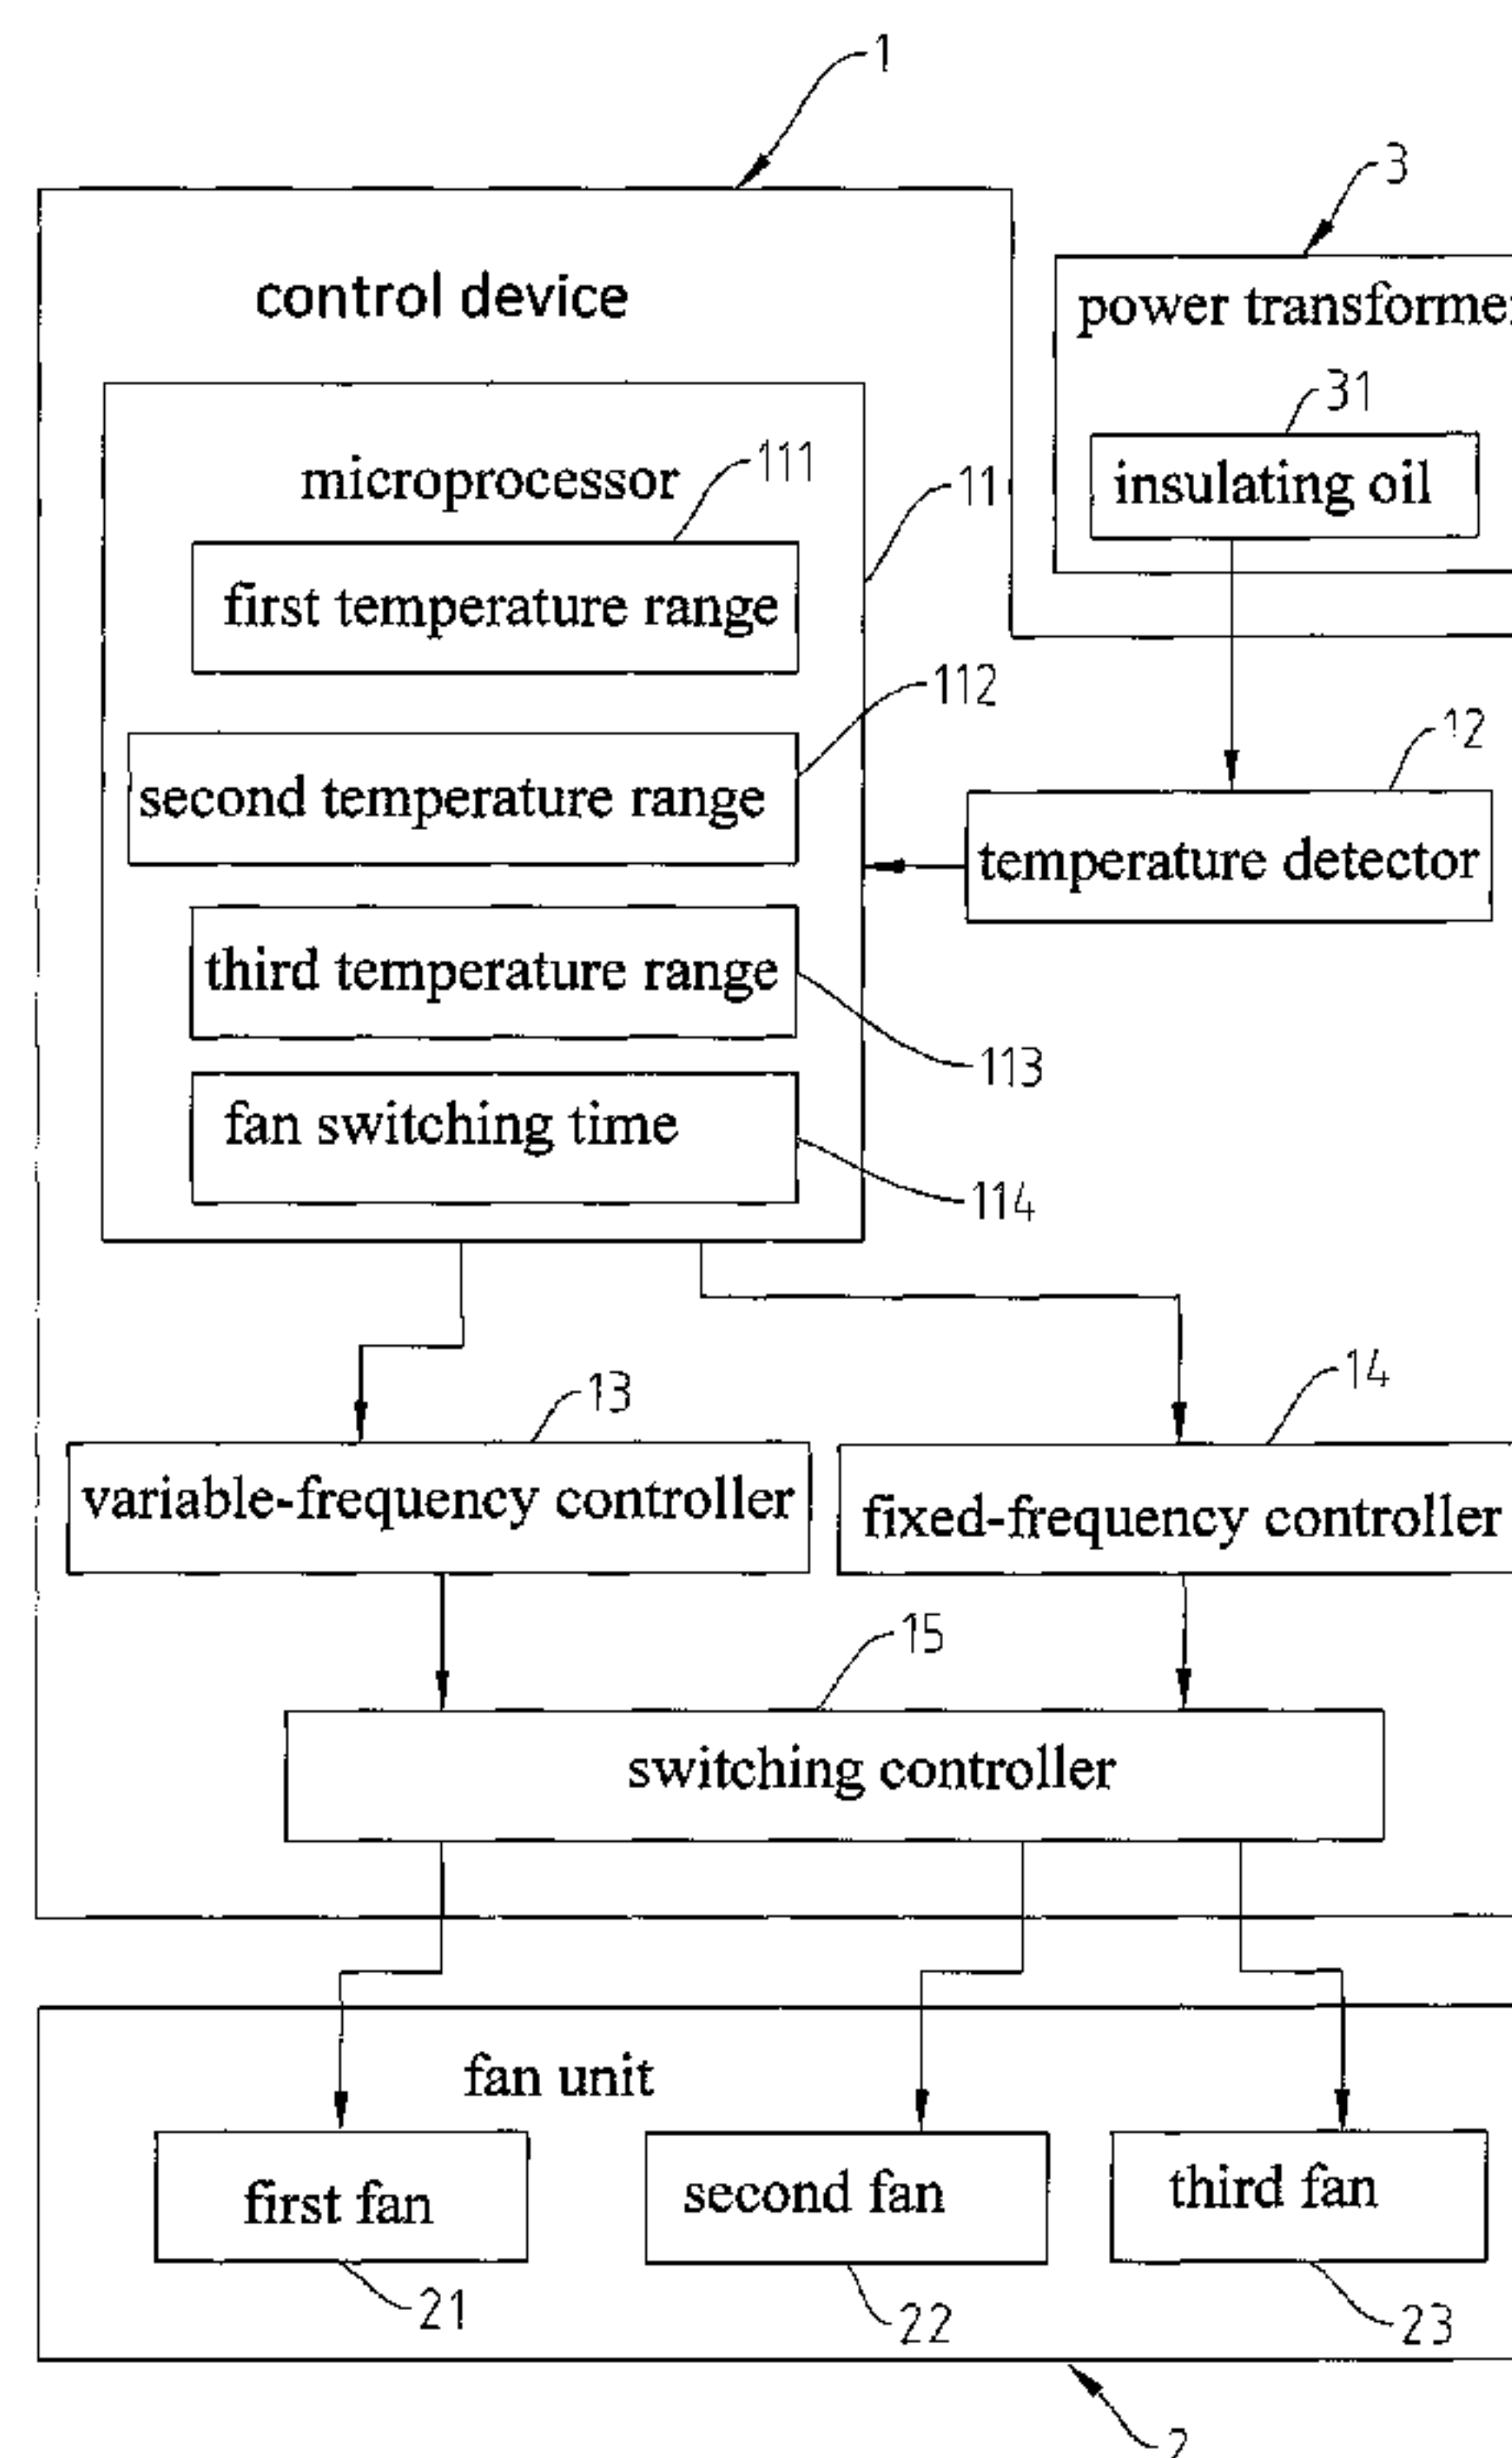 1
3
control device
power transforme
31
microprocessor
111
11
insulating oil
first temperature range
112
12
second temperature range
temperature detector
third temperature range
113
fan switching time
114
13
14
variable-frequency controller
fixed-frequency controller
15
switching controller
fan unit
first fan
second fan
third fan
21
22
23
2